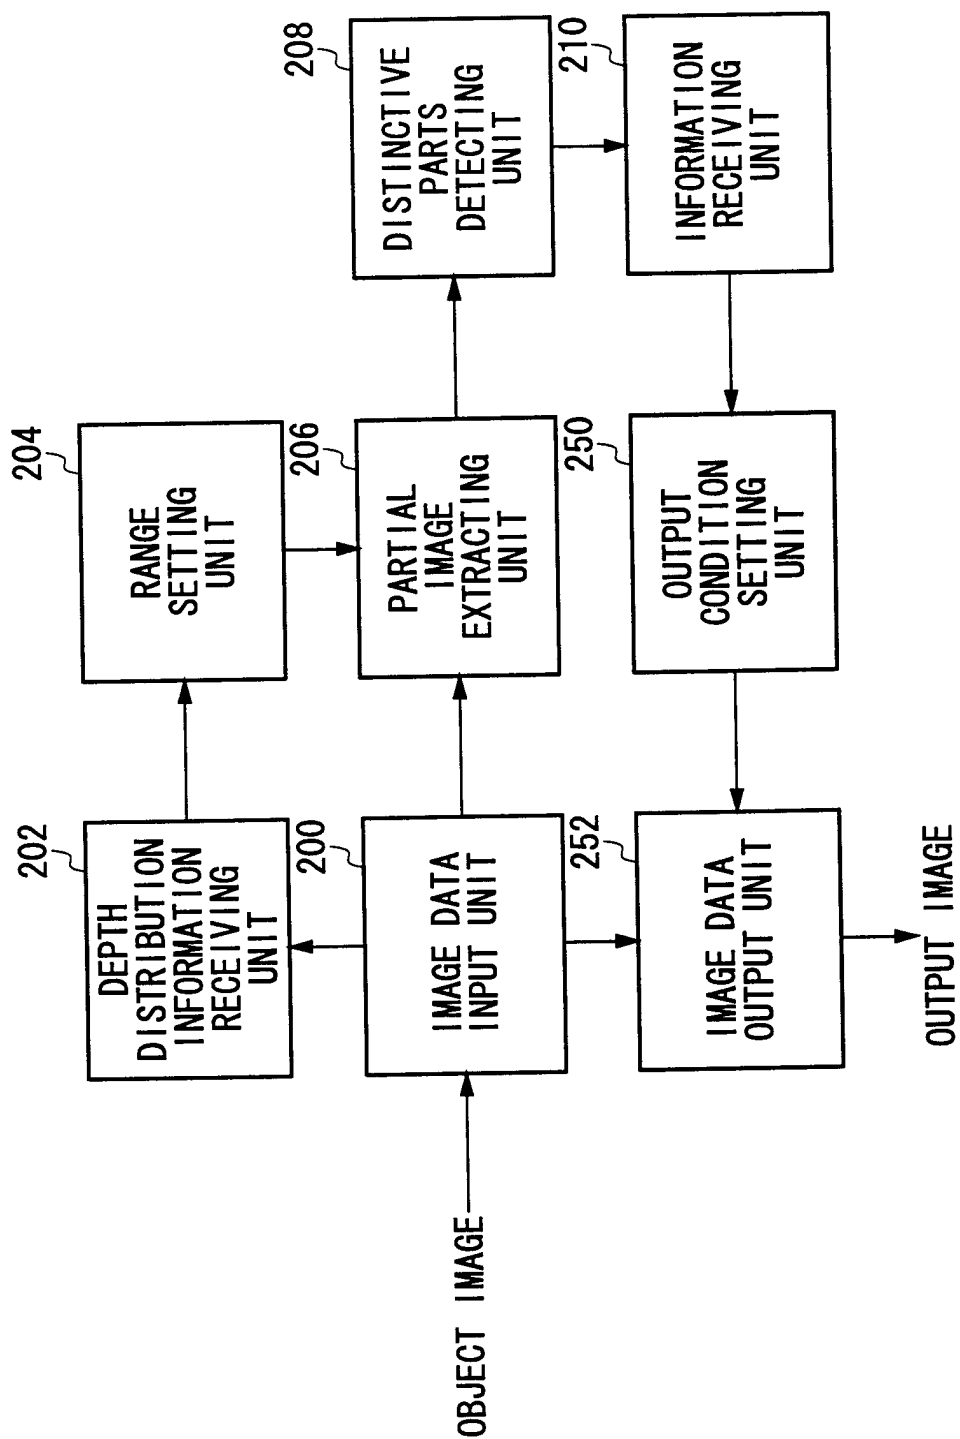 202
DEPTH
DISTRIBUTION
INFORMATION
RECEIVING
UNIT
204
RANGE
SETTING
UNIT
OBJECT IMAGE
200
IMAGE DATA
INPUT UNIT
206
PARTIAL
IMAGE
EXTRACTING
UNIT
208
DISTINCTIVE
PARTS
DETECTING
UNIT
252
IMAGE DATA
OUTPUT UNIT
250
OUTPUT
CONDITION
SETTING
UNIT
210
INFORMATION
RECEIVING
UNIT
OUTPUT IMAGE